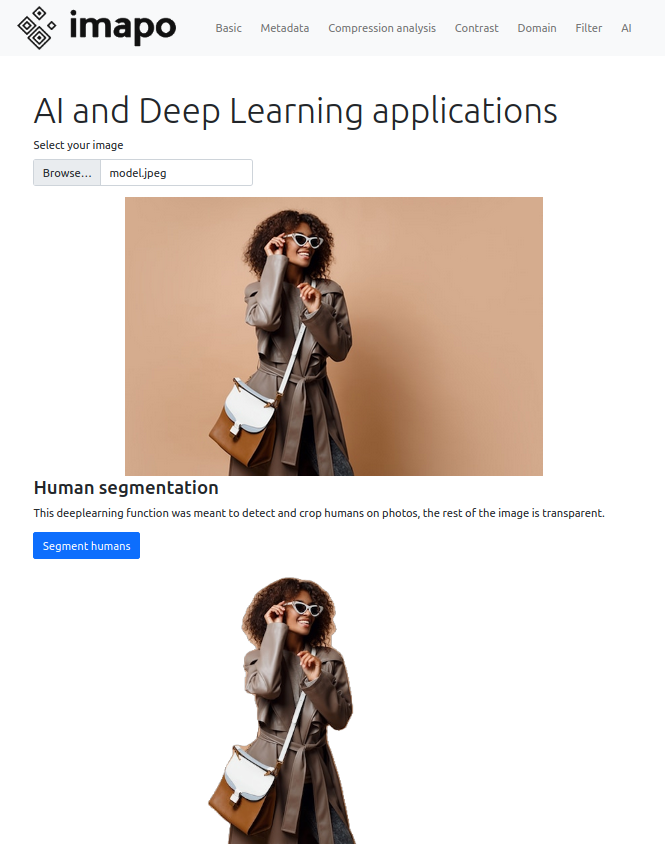 imapo
Basic Metadata Compression analysis Contrast Domain Filter AI
AI and Deep Learning applications
Select your image
Browse... model.jpeg
Human segmentation
This deeplearning function was meant to detect and crop humans on photos, the rest of the image is transparent.
Segment humans